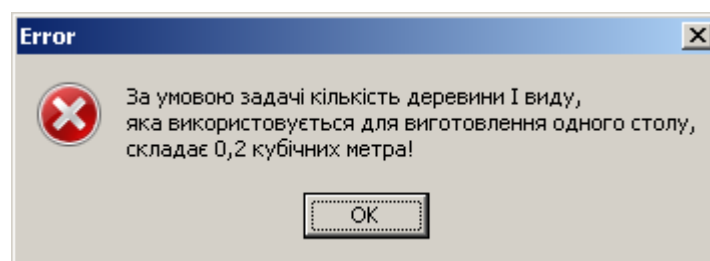 Error
За умовою задачі кількість деревини І виду,
яка використовується для виготовлення одного столу,
складає 0,2 кубічних метра!
OK